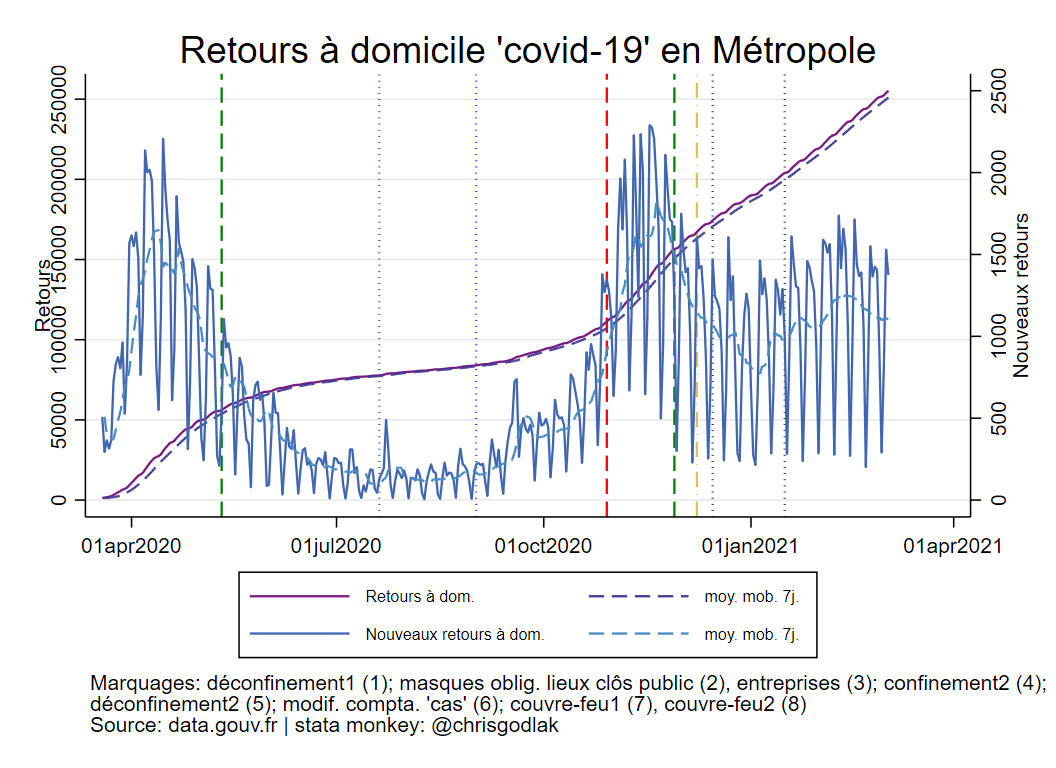 Retours à domicile 'covid-19' en Métropole
Retours
250000
200000
150000
100000
50000
0
Nouveaux retours
2500
2000
1500
1000
500
0
01apr2020
01jul2020
01oct2020
01jan2021
01apr2021
Retours à dom.
moy. mob. 7j.
Nouveaux retours à dom.
moy. mob. 7j.
Marquages: déconfinement1 (1); masques oblig. lieux clôs public (2), entreprises (3); confinement2 (4);
déconfinement2 (5); modif. compta. 'cas' (6); couvre-feu1 (7), couvre-feu2 (8)
Source: data.gouv.fr | stata monkey: @chrisgodlak